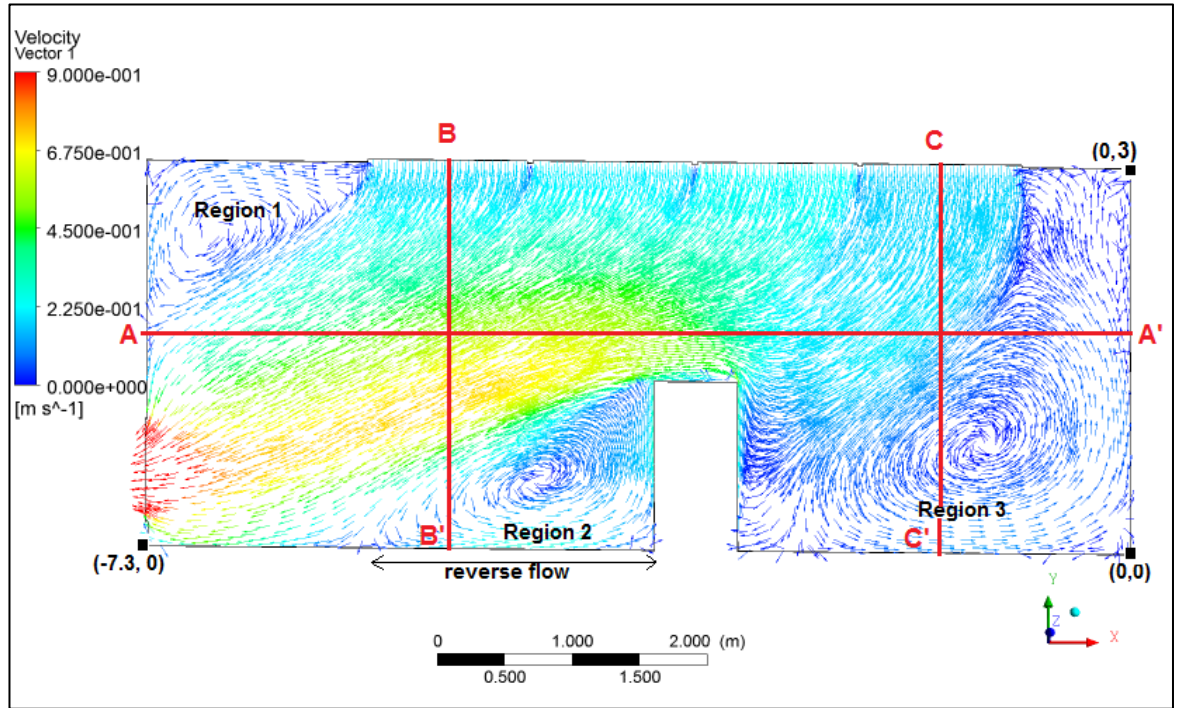 Velocity
Vector 1
9.000e-001
6.750e-001
4.500e-001
2.250e-001
0.000e+000
[m s^-1]
B
C
(0,3)
Region 1
A
A'
Region 2
Region 3
B'
C'
(-7.3, 0)
reverse flow
(0,0)
Y
Z
X
0
1.000
2.000
(m)
0.500
1.500